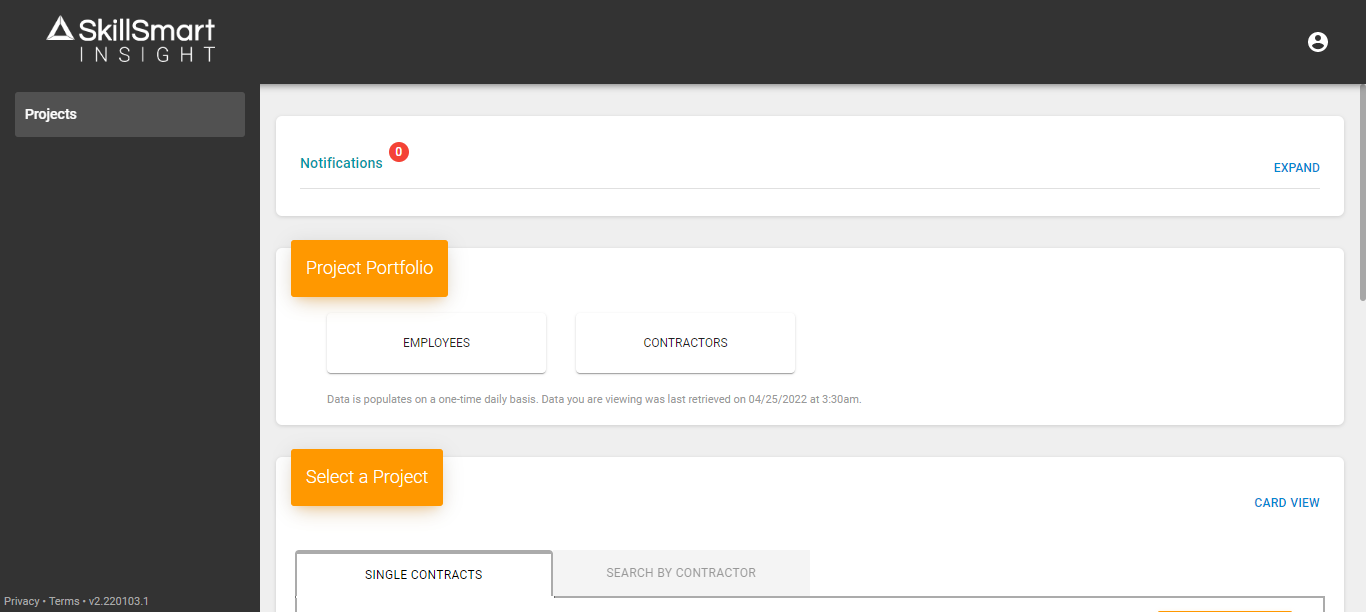 SkillSmart
INSIGHT
Projects
Notifications 0
EXPAND
Project Portfolio
EMPLOYEES CONTRACTORS
Data is populates on a one-time daily basis. Data you are viewing was last retrieved on 04/25/2022 at 3:30am.
Select a Project
CARD VIEW
SINGLE CONTRACTS SEARCH BY CONTRACTOR
Privacy • Terms • v2.220103.1